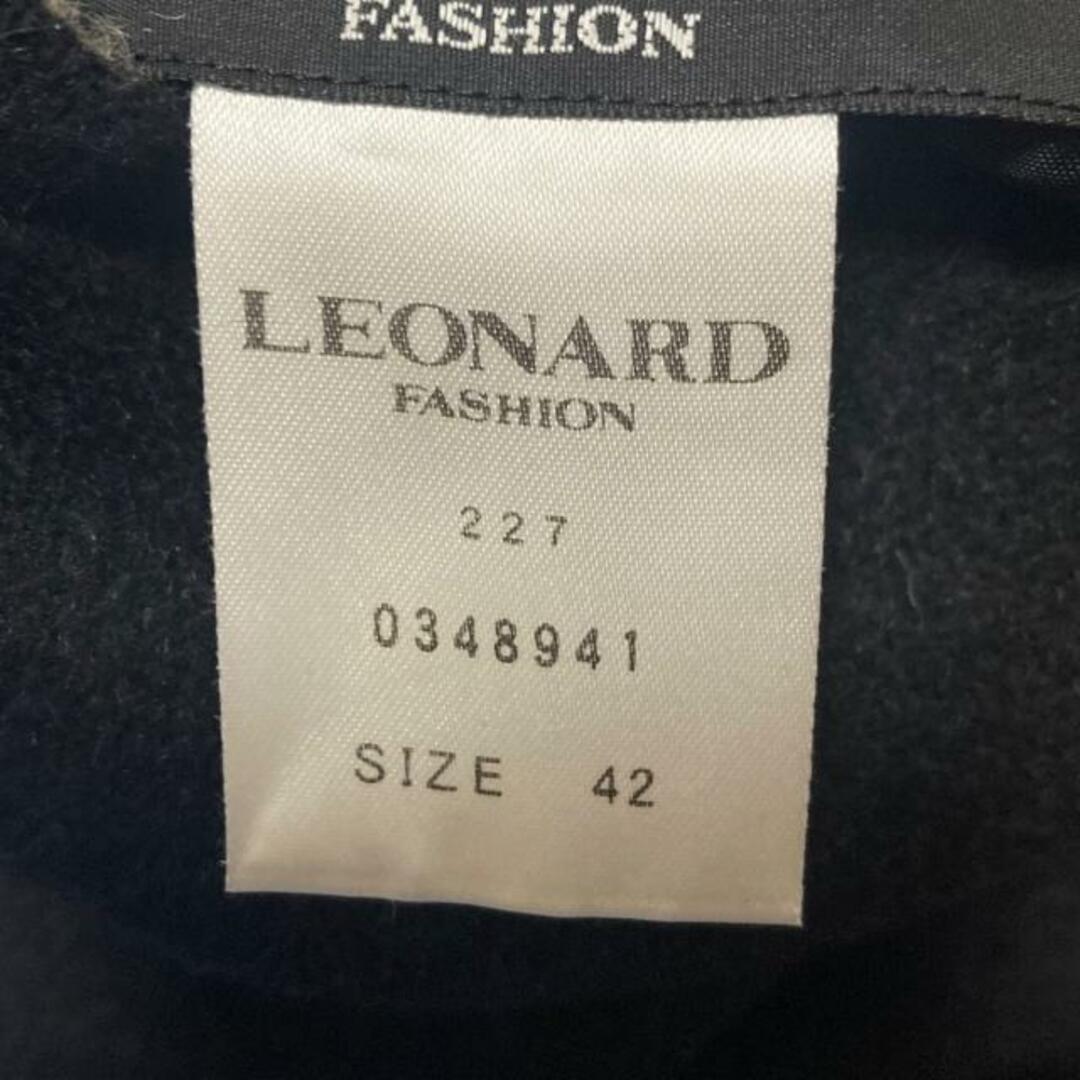 FASHION
LEONARD
FASHION
227
0348941
SIZE 42